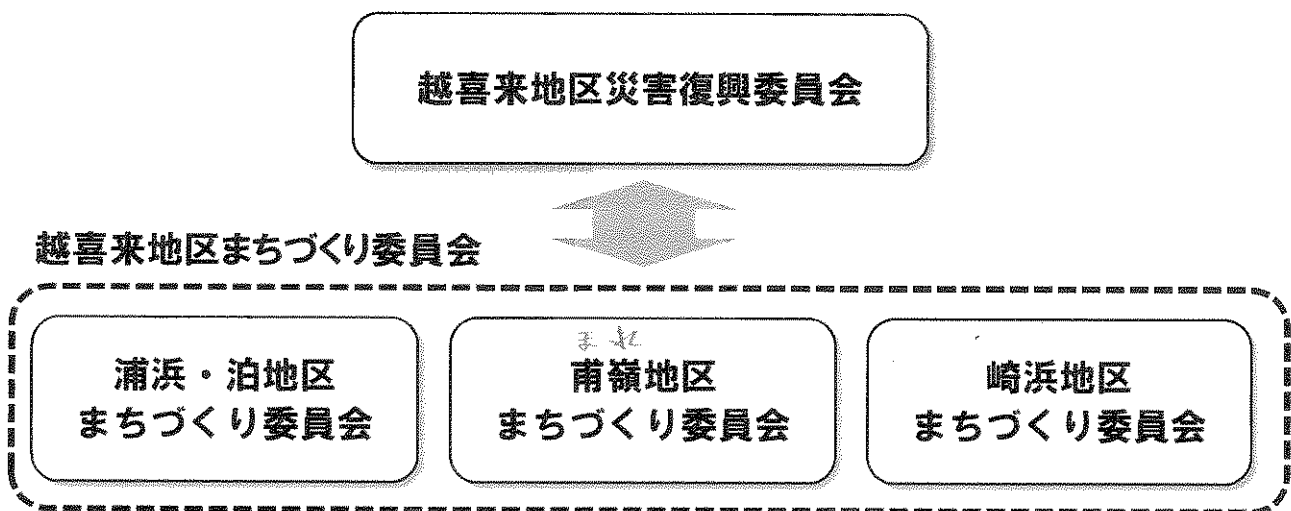 越喜来地区災害復興委員会
越喜来地区まちづくり委員会
浦浜・泊地区
まちづくり委員会
甫嶺地区
まちづくり委員会
崎浜地区
まちづくり委員会